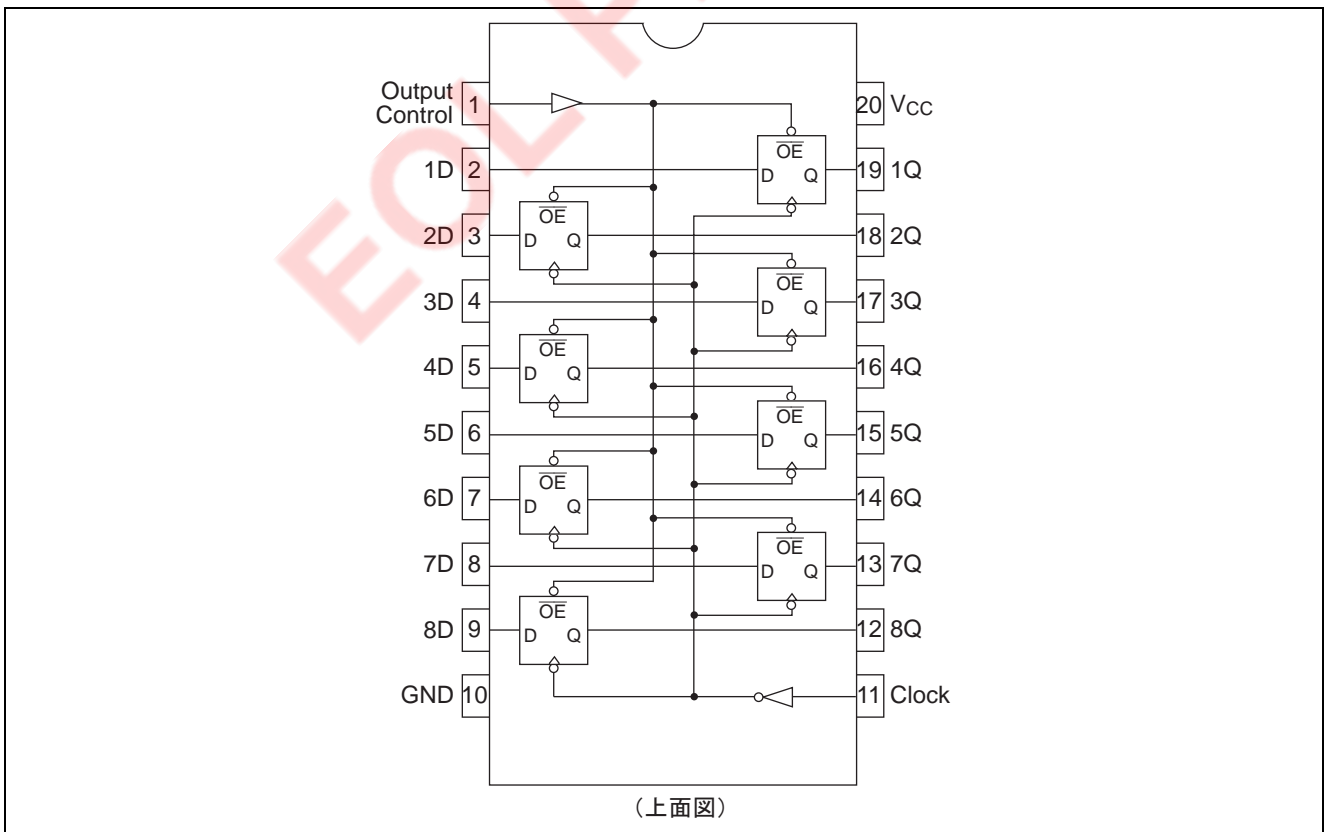 Output
Control 1
20 VCC
OE
1D 2
D Q
19 1Q
OE
2D 3
D Q
18 2Q
OE
3D 4
D Q
17 3Q
OE
4D 5
D Q
16 4Q
OE
5D 6
D Q
15 5Q
OE
6D 7
D Q
14 6Q
OE
7D 8
D Q
13 7Q
OE
8D 9
D Q
12 8Q
GND 10
11 Clock
(上面図)
EOL